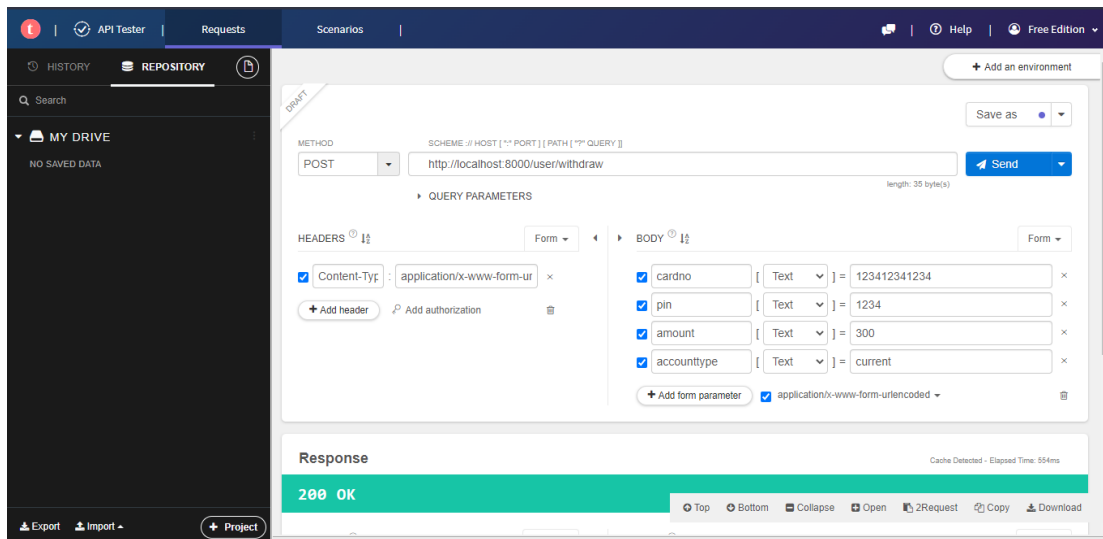 t | API Tester | Requests Scenarios | | Help | Free Edition
HISTORY REPOSITORY
+ Add an environment
Search
DRAFT
Save as
MY DRIVE
NO SAVED DATA
METHOD SCHEME :// HOST [ ":" PORT ] [ PATH [ "?" QUERY ]]
POST http://localhost:8000/user/withdraw Send
length: 35 byte(s)
QUERY PARAMETERS
HEADERS ? Form BODY ? Form
Content-Typ : application/x-www-form-ur × cardno [ Text ] = 123412341234 ×
+ Add header Add authorization pin [ Text ] = 1234 ×
amount [ Text ] = 300 ×
accounttype [ Text ] = current ×
+ Add form parameter application/x-www-form-urlencoded
Response Cache Detected - Elapsed Time: 554ms
200 OK
Top Bottom Collapse Open 2Request Copy Download
Export Import + Project